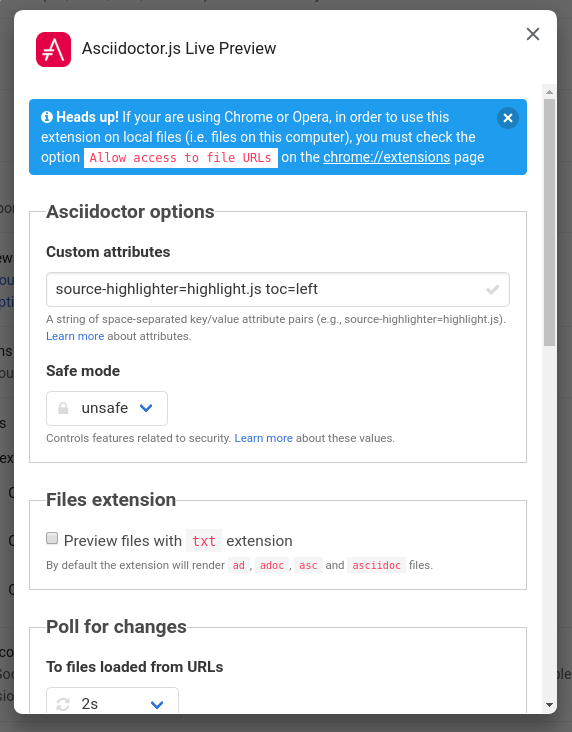 Asciidoctor.js Live Preview
Heads up! If your are using Chrome or Opera, in order to use this
extension on local files (i.e. files on this computer), you must check the
option Allow access to file URLs on the chrome://extensions page
Asciidoctor options
Custom attributes
source-highlighter=highlight.js toc=left
A string of space-separated key/value attribute pairs (e.g., source-highlighter=highlight.js).
Learn more about attributes.
Safe mode
unsafe
Controls features related to security. Learn more about these values.
Files extension
Preview files with txt extension
By default the extension will render ad, adoc, asc and asciidoc files.
Poll for changes
To files loaded from URLs
2s